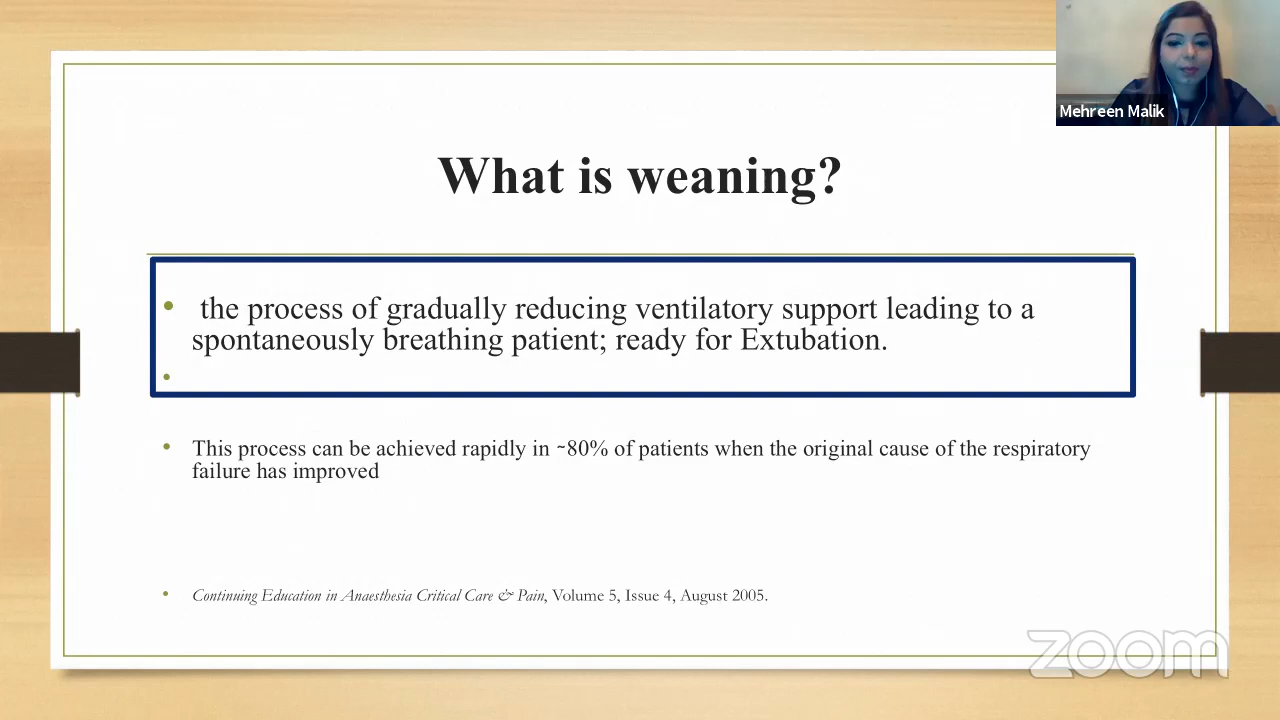 Mehreen Malik
What is weaning?
the process of gradually reducing ventilatory support leading to a
spontaneously breathing patient; ready for Extubation.
This process can be achieved rapidly in ~80% of patients when the original cause of the respiratory
failure has improved
Continuing Education in Anaesthesia Critical Care & Pain, Volume 5, Issue 4, August 2005.
zoom